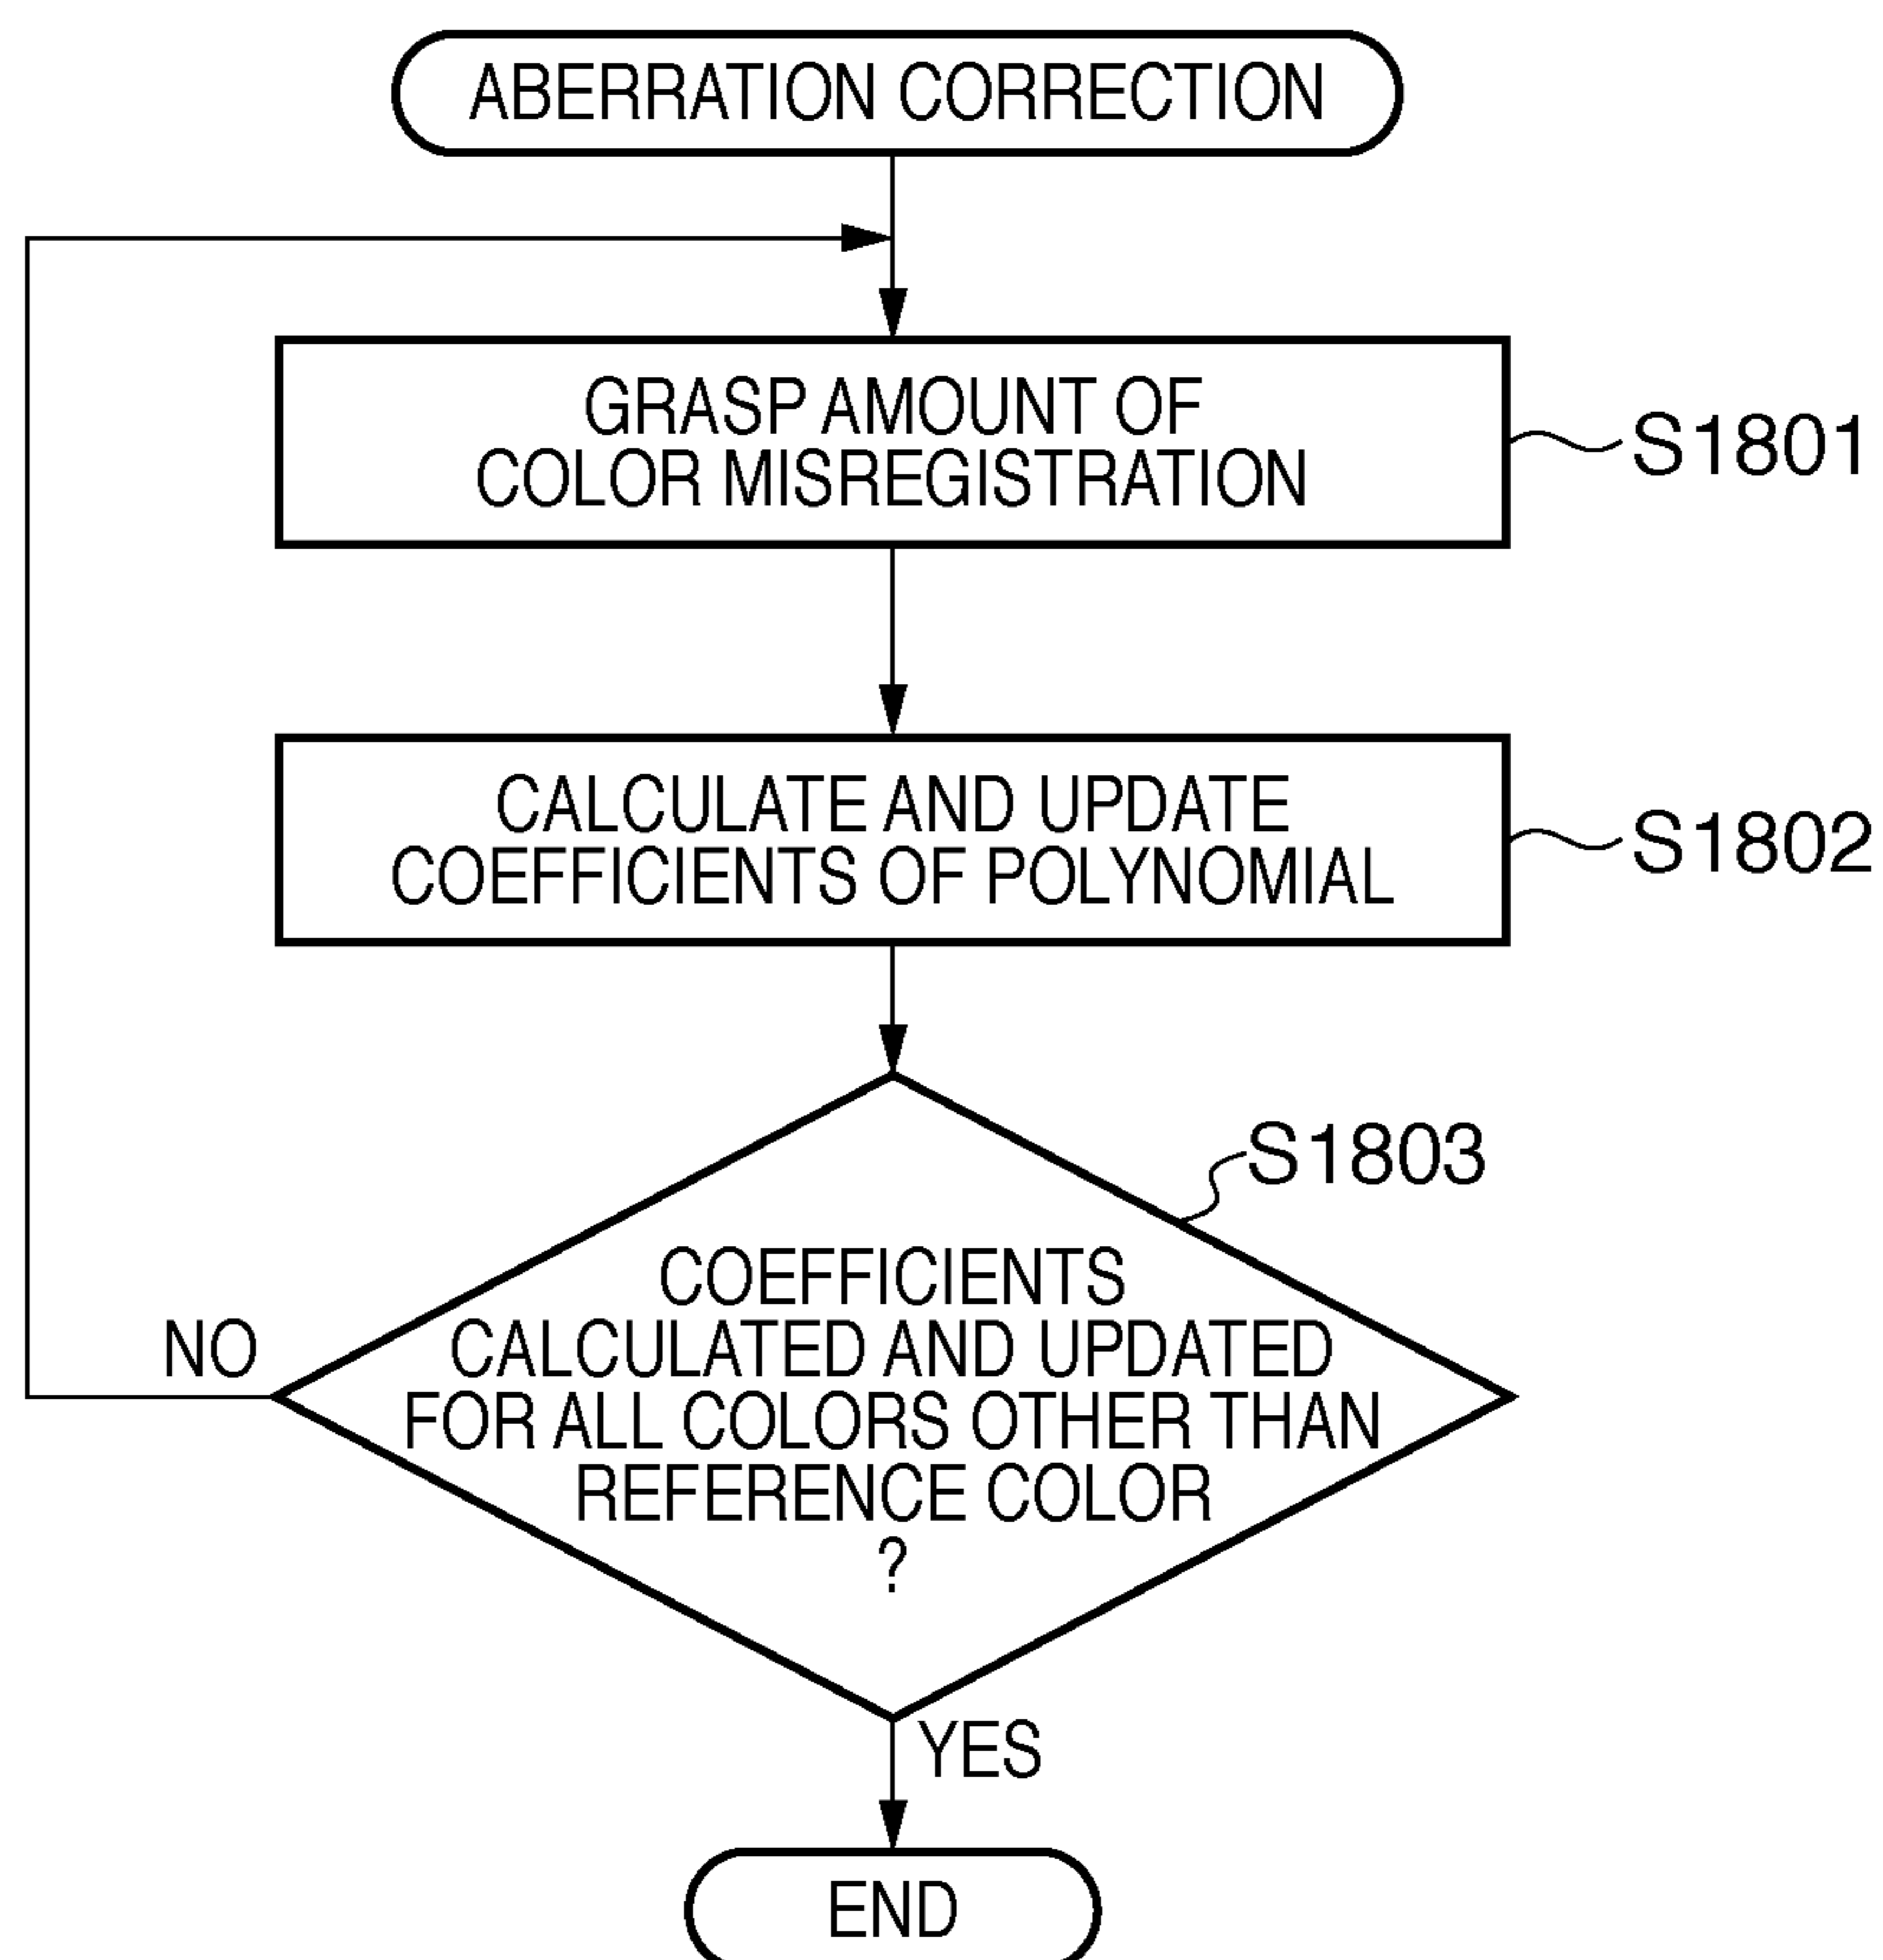 ABERRATION CORRECTION
GRASP AMOUNT OF
COLOR MISREGISTRATION
S1801
CALCULATE AND UPDATE
COEFFICIENTS OF POLYNOMIAL
S1802
S1803
COEFFICIENTS
CALCULATED AND UPDATED
FOR ALL COLORS OTHER THAN
REFERENCE COLOR
?
NO
YES
END